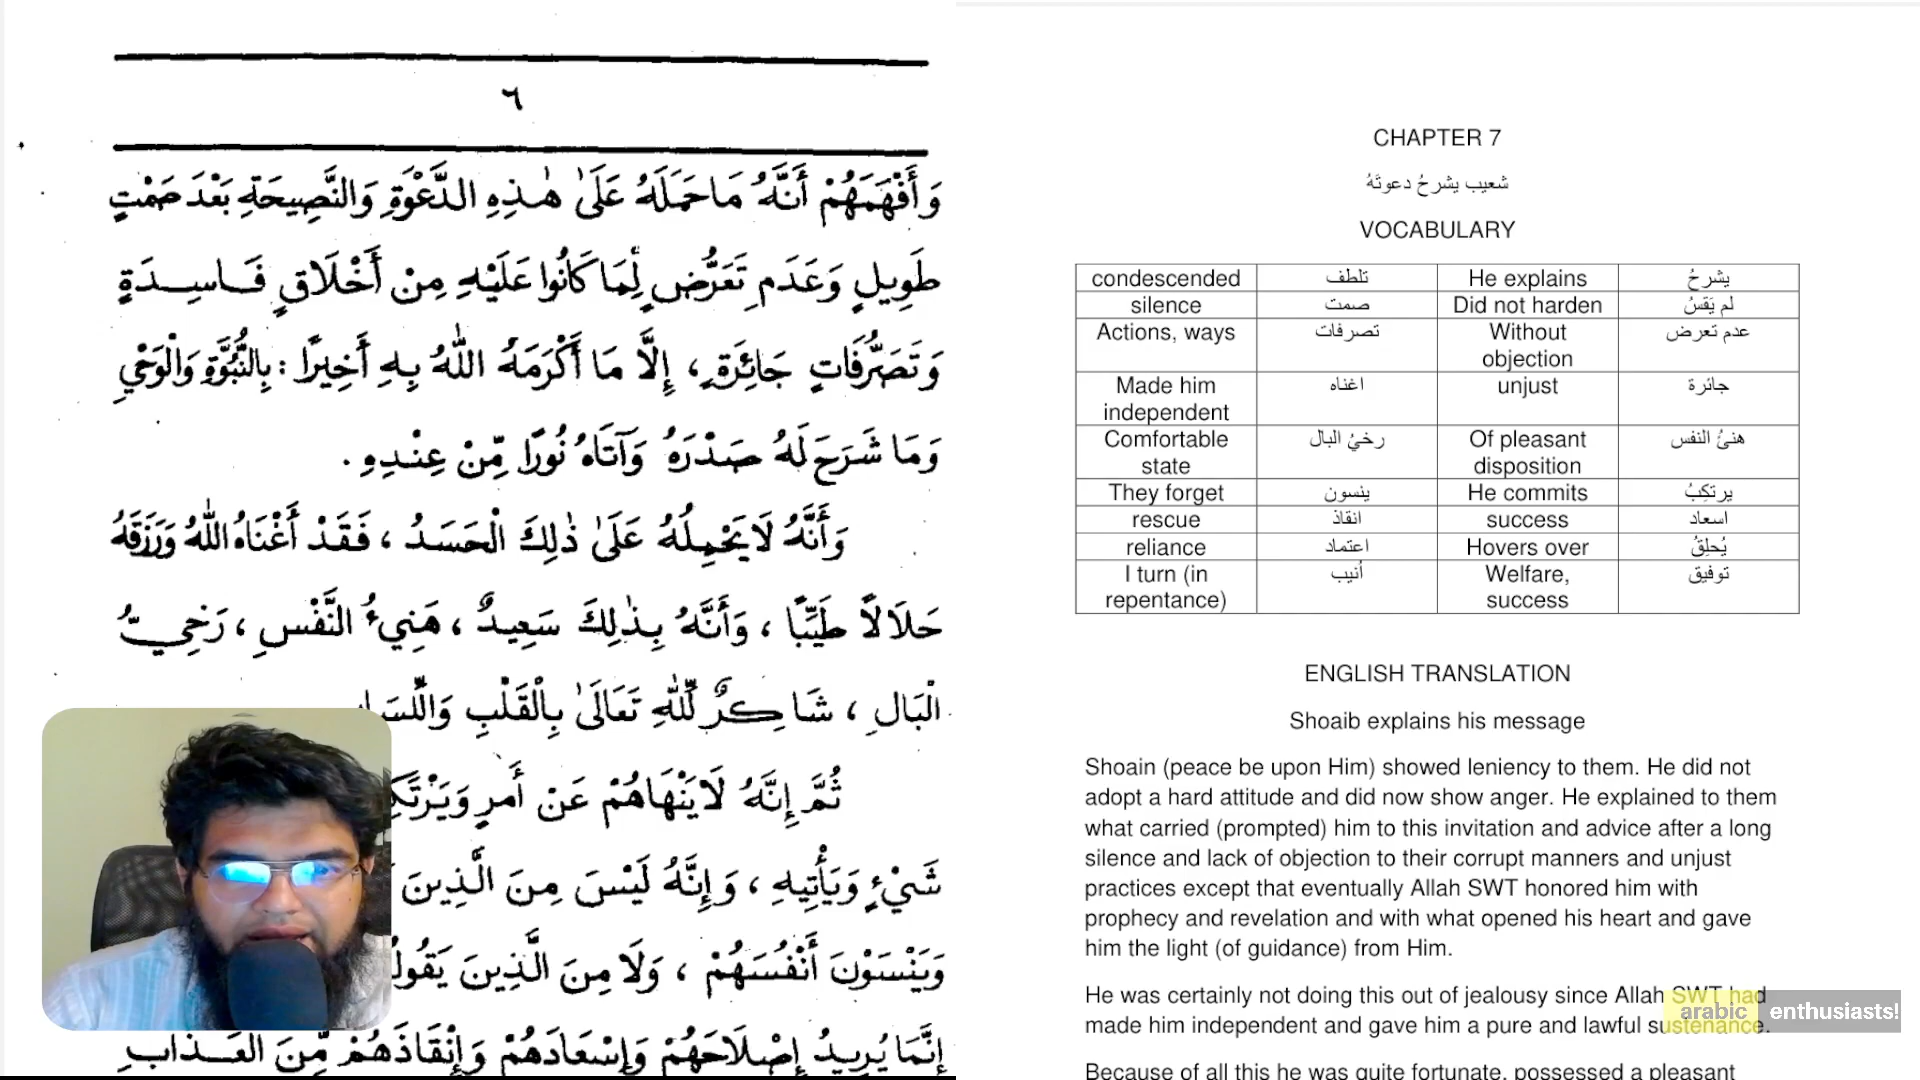 ٦
وَأَفْهَمَهُمْ أَنَّهُ مَا حَمَلَهُ عَلَىٰ هٰذِهِ الدَّعْوَةِ وَالنَّصِيحَةِ بَعْدَ صَمْتٍ
طَوِيلٍ وَعَدَمِ تَعَرُّضٍ لِمَا كَانُوا عَلَيْهِ مِنْ أَخْلَاقٍ فَاسِدَةٍ
وَتَصَرُّفَاتٍ جَائِرَةٍ، إِلَّا مَا أَكْرَمَهُ اللّٰهُ بِهِ أَخِيرًا : بِالنُّبُوَّةِ وَالْوَحْيِ
وَمَا شَرَحَ لَهُ صَدْرَهُ وَآتَاهُ نُورًا مِّنْ عِنْدِهِ .
وَأَنَّهُ لَا يَحْمِلُهُ عَلَىٰ ذٰلِكَ الْحَسَدُ ، فَقَدْ أَغْنَاهُ اللّٰهُ وَرَزَقَهُ
حَلَالًا طَيِّبًا ، وَأَنَّهُ بِذٰلِكَ سَعِيدٌ ، هَنِيءُ النَّفْسِ ، رَخِيُّ
الْبَالِ ، شَاكِرٌ لِّلّٰهِ تَعَالَىٰ بِالْقَلْبِ
ثُمَّ إِنَّهُ لَا يَنْهَاهُمْ عَنْ أَمْرٍ
شَيْءٍ وَيَأْتِيهِ ، وَإِنَّهُ لَيْسَ مِنَ الَّذِينَ
وَيَنْسَوْنَ أَنْفُسَهُمْ ، وَلَا مِنَ الَّذِينَ
إِنَّمَا يُرِيدُ إِصْلَاحَهُمْ وَإِسْعَادَهُمْ وَإِنْقَاذَهُمْ مِّنَ الْعَذَابِ
CHAPTER 7
شعيب يشرحُ دعوتَهُ
VOCABULARY
condescended تلطف He explains يشرحُ
silence صمت Did not harden لم يَقسُ
Actions, ways تصرفات Without عدم تعرض
objection
Made him اغناه unjust جائرة
independent
Comfortable رخيُ البال Of pleasant هنئُ النفس
state disposition
They forget ينسون He commits يرتكِبُ
rescue انقاذ success اسعاد
reliance اعتماد Hovers over يُحلِقُ
I turn (in أنيب Welfare, توفيق
repentance) success
ENGLISH TRANSLATION
Shoaib explains his message
Shoain (peace be upon Him) showed leniency to them. He did not
adopt a hard attitude and did now show anger. He explained to them
what carried (prompted) him to this invitation and advice after a long
silence and lack of objection to their corrupt manners and unjust
practices except that eventually Allah SWT honored him with
prophecy and revelation and with what opened his heart and gave
him the light (of guidance) from Him.
He was certainly not doing this out of jealousy since Allah SWT had
made him independent and gave him a pure and lawful sustenance.
arabic enthusiasts!
Because of all this he was quite fortunate, possessed a pleasant